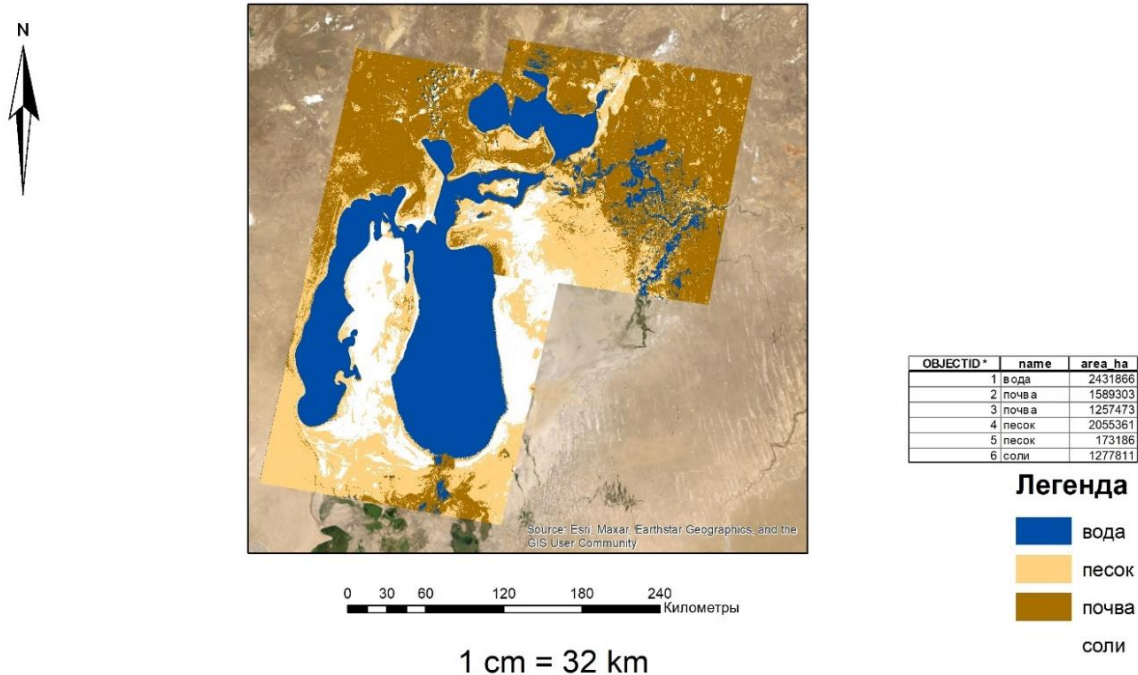 N
Source: Esri, Maxar, Earthstar Geographics, and the
GIS User Community
0 30 60 120 180 240
Километры
1 cm = 32 km
OBJECTID * name area_ha
1 вода 2431866
2 почва 1589303
3 почва 1257473
4 песок 2055361
5 песок 173186
6 соли 1277811
Легенда
вода
песок
почва
соли